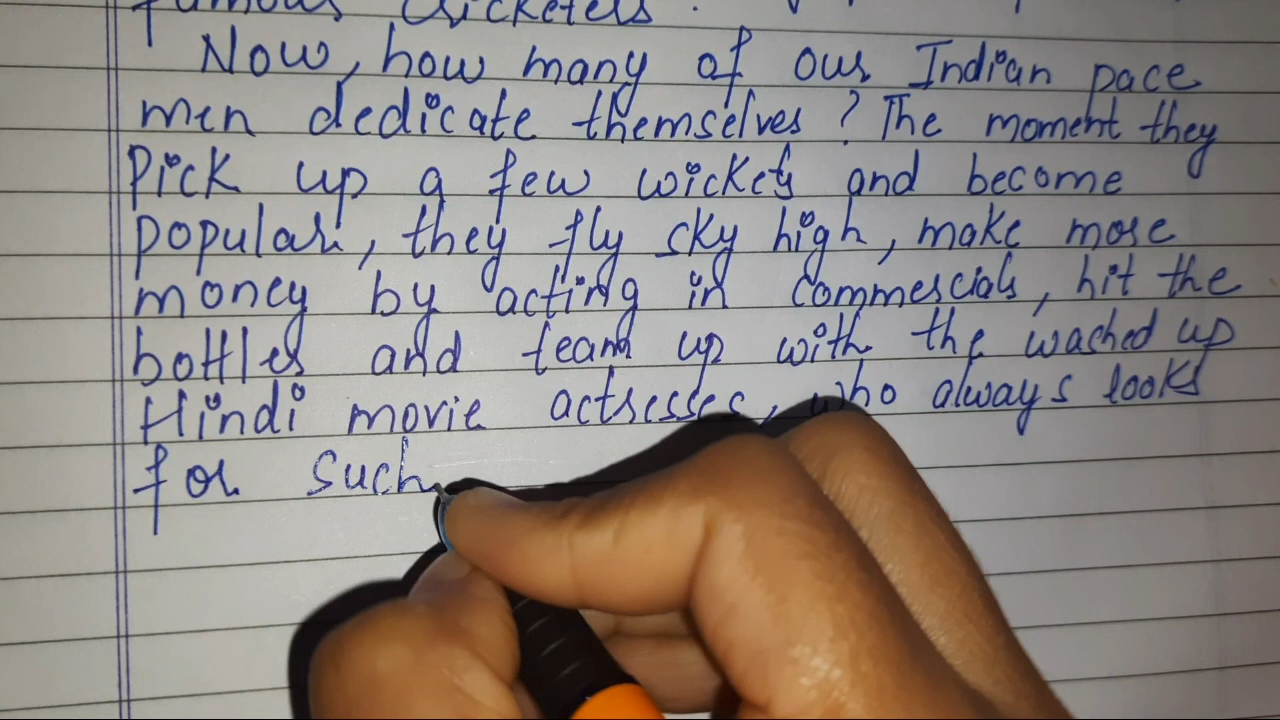 famous cricketers.
Now, how many of our Indian pace
men dedicate themselves? The moment they
Pick up a few wickets and become
popular, they fly sky high, make more
money by acting in commercials, hit the
bottles and team up with the washed up
Hindi movie actresses, who always looks
for such